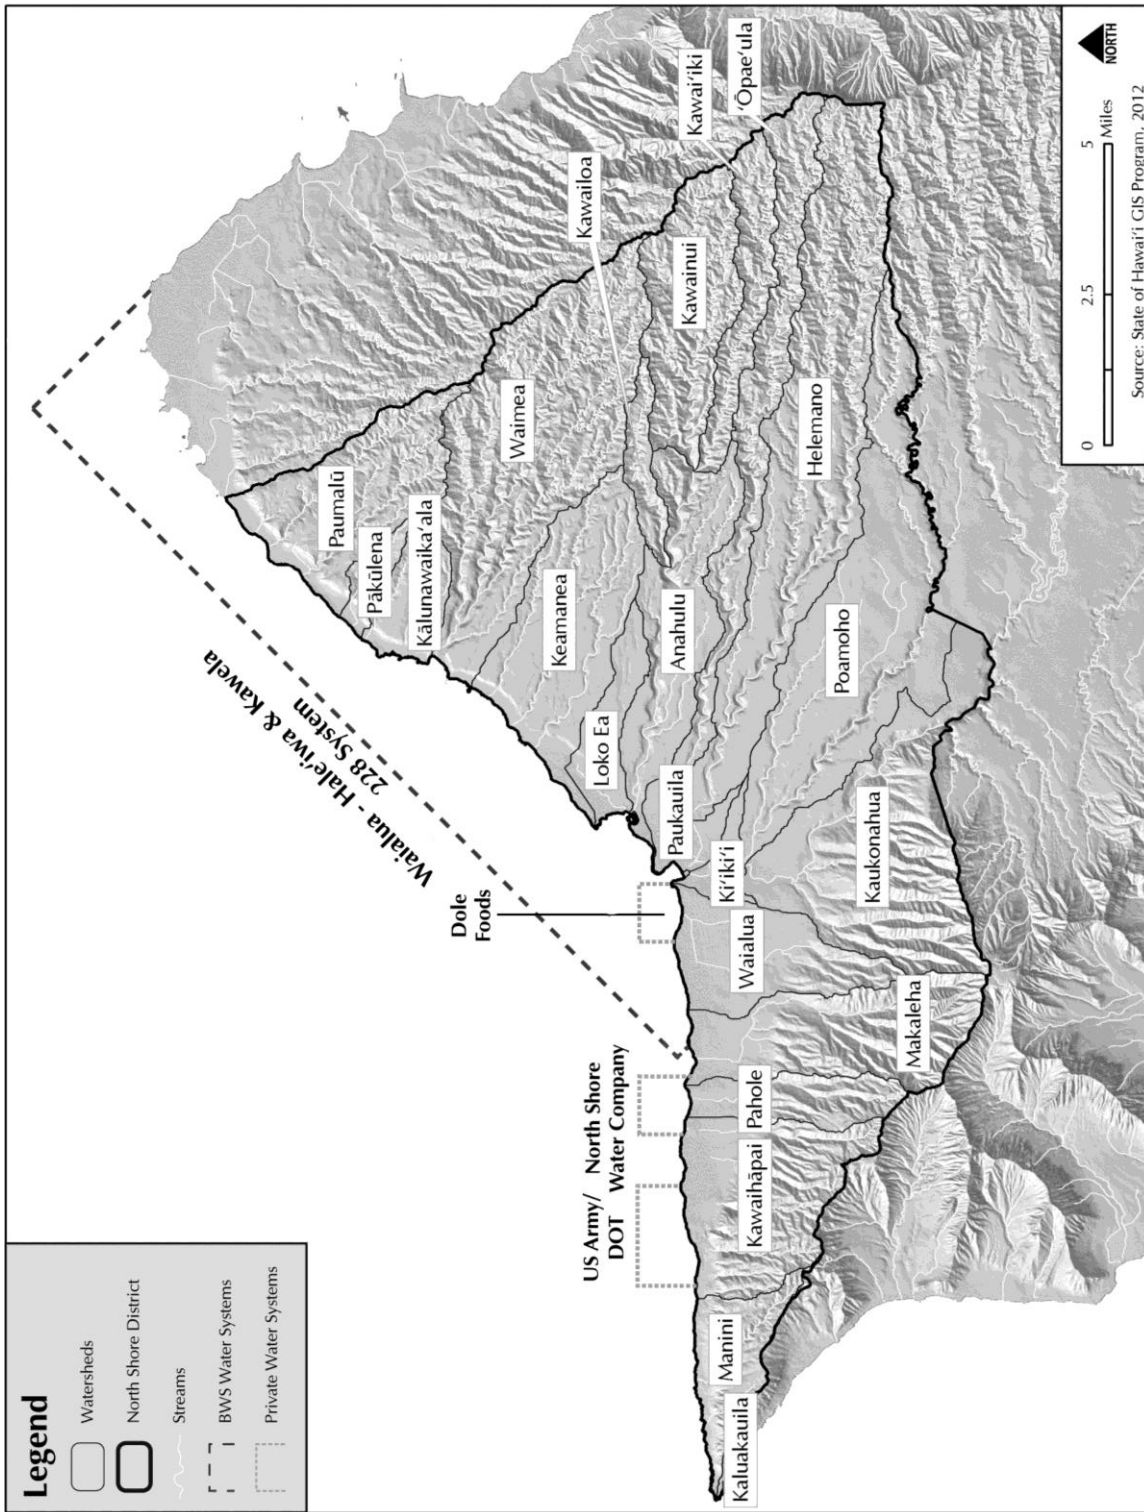 Legend
Watersheds
North Shore District
Streams
BWS Water Systems
Private Water Systems
Waialua - Hale‘iwa & Kawela
228 System
Dole
Foods
US Army/
DOT
North Shore
Water Company
Kaluakauila
Manini
Kawaihāpai
Pahole
Makaleha
Waialua
Kaukonahua
Ki‘iki‘i
Paukauila
Poamoho
Loko Ea
Anahulu
Keamanea
Helemano
Kālunawaika‘ala
Pākūlena
Paumalū
Waimea
Kawailoa
Kawainui
Kawai‘iki
‘Ōpae‘ula
0
2.5
5
Miles
NORTH
Source: State of Hawai‘i GIS Program, 2012